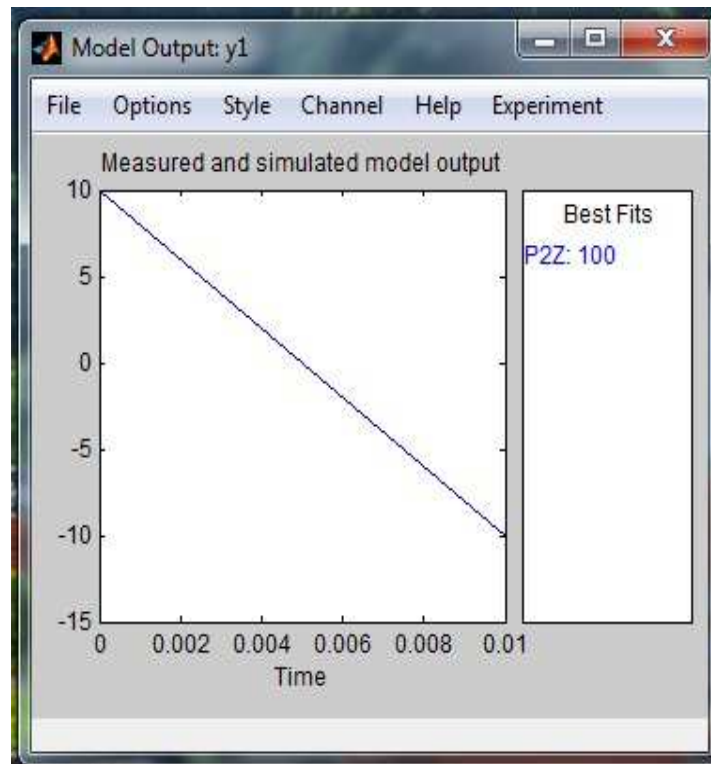 Model Output: y1
File Options Style Channel Help Experiment
Measured and simulated model output
10
5
0
-5
-10
-15
0 0.002 0.004 0.006 0.008 0.01
Time
Best Fits
P2Z: 100